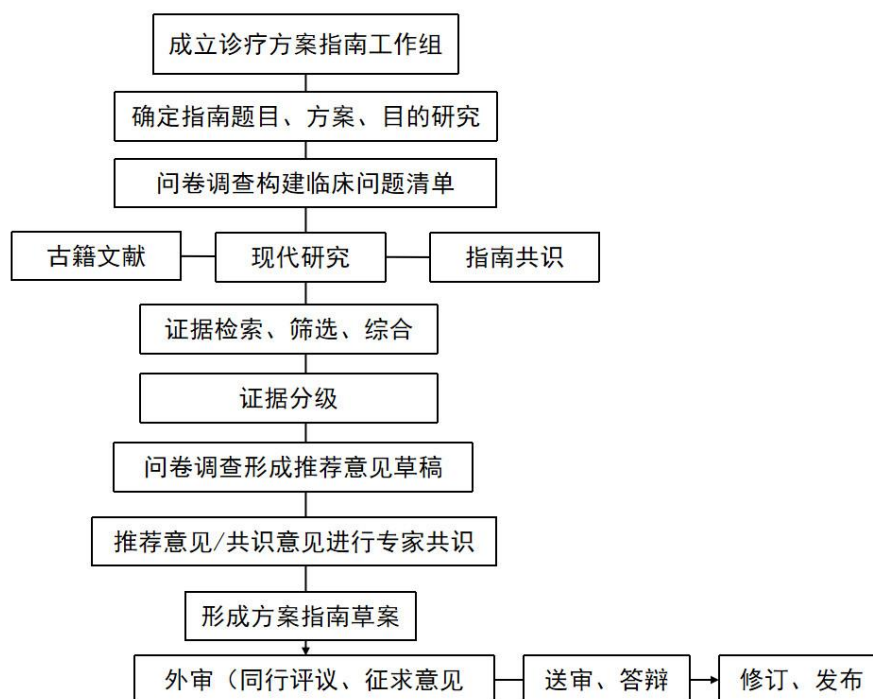 成立诊疗方案指南工作组
确定指南题目、方案、目的研究
问卷调查构建临床问题清单
古籍文献
现代研究
指南共识
证据检索、筛选、综合
证据分级
问卷调查形成推荐意见草稿
推荐意见/共识意见进行专家共识
形成方案指南草案
外审（同行评议、征求意见
送审、答辩
修订、发布